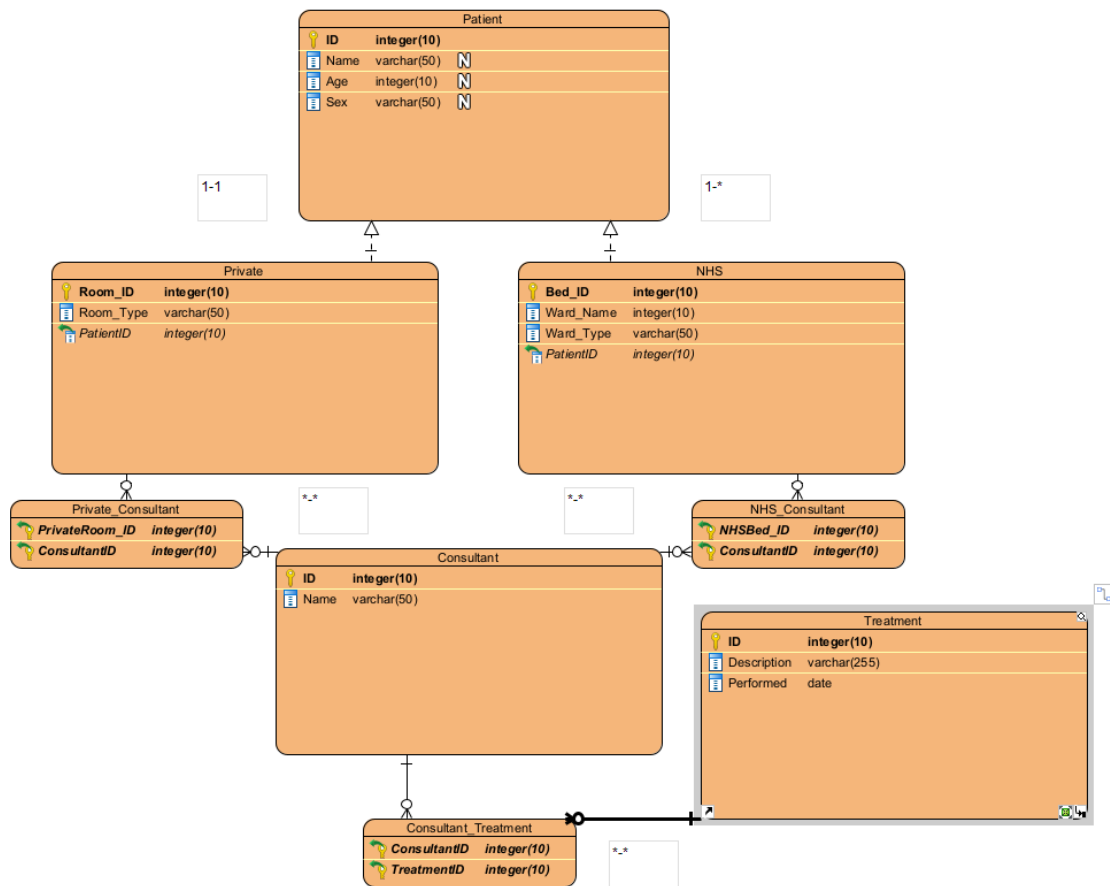 Patient
ID integer(10)
Name varchar(50) N
Age integer(10) N
Sex varchar(50) N
1-1
1-*
Private
Room_ID integer(10)
Room_Type varchar(50)
PatientID integer(10)
NHS
Bed_ID integer(10)
Ward_Name integer(10)
Ward_Type varchar(50)
PatientID integer(10)
*-*
*-*
Private_Consultant
PrivateRoom_ID integer(10)
ConsultantID integer(10)
NHS_Consultant
NHSBed_ID integer(10)
ConsultantID integer(10)
Consultant
ID integer(10)
Name varchar(50)
Treatment
ID integer(10)
Description varchar(255)
Performed date
Consultant_Treatment
ConsultantID integer(10)
TreatmentID integer(10)
*-*